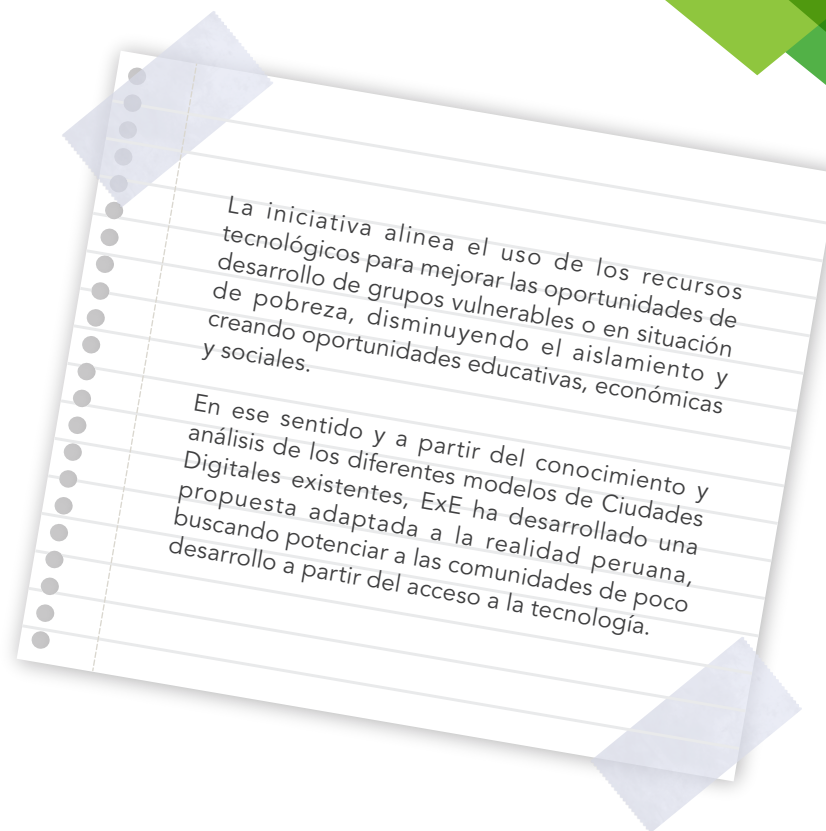 La iniciativa alinea el uso de los recursos
tecnológicos para mejorar las oportunidades de
desarrollo de grupos vulnerables o en situación
de pobreza, disminuyendo el aislamiento y
creando oportunidades educativas, económicas
y sociales.
En ese sentido y a partir del conocimiento y
análisis de los diferentes modelos de Ciudades
Digitales existentes, ExE ha desarrollado una
propuesta adaptada a la realidad peruana,
buscando potenciar a las comunidades de poco
desarrollo a partir del acceso a la tecnología.